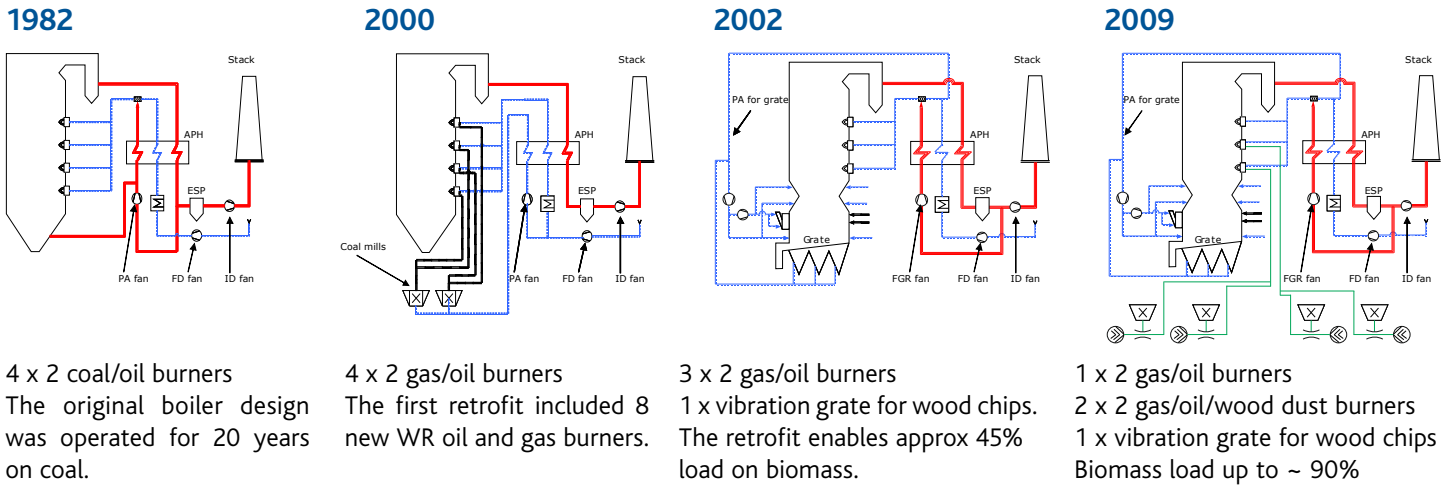 1982
Stack
APH
ESP
PA fan
FD fan
ID fan
4 x 2 coal/oil burners
The original boiler design
was operated for 20 years
on coal.
2000
Stack
APH
ESP
Coal mills
PA fan
FD fan
ID fan
4 x 2 gas/oil burners
The first retrofit included 8
new WR oil and gas burners.
2002
Stack
PA for grate
APH
ESP
Grate
FGR fan
FD fan
ID fan
3 x 2 gas/oil burners
1 x vibration grate for wood chips.
The retrofit enables approx 45%
load on biomass.
2009
Stack
PA for grate
APH
ESP
Grate
FGR fan
FD fan
ID fan
1 x 2 gas/oil burners
2 x 2 gas/oil/wood dust burners
1 x vibration grate for wood chips
Biomass load up to ~ 90%